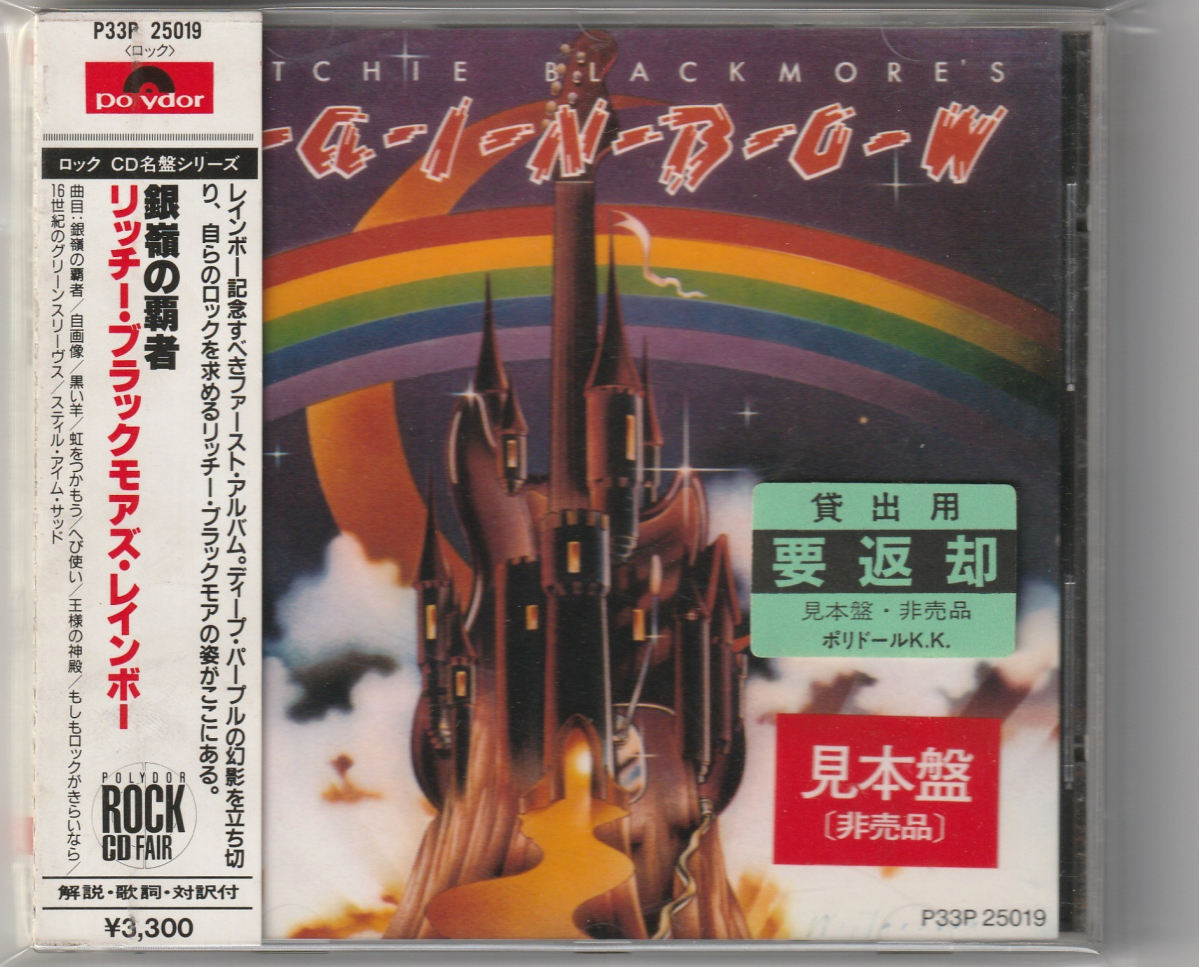 P33P 25019
〈ロック〉
polydor
ロック CD名盤シリーズ
レインボー記念すべきファースト・アルバム。ディープ・パープルの幻影を立ち切
り、自らのロックを求めるリッチー・ブラックモアの姿がここにある。
銀嶺の覇者
リッチー・ブラックモアズ・レインボー
曲目:銀嶺の覇者/自画像/黒い羊/虹をつかもう/へび使い/王様の神殿/もしもロックがきらいなら/
16世紀のグリーンスリーヴス/スティル・アイム・サッド
POLYDOR
ROCK
CD FAIR
解説・歌詞・対訳付
¥3,300
TCHIE BLACKMORE'S
-A-I-N-B-O-W
貸出用
要返却
見本盤・非売品
ポリドールK.K.
見本盤
〔非売品〕
P33P 25019